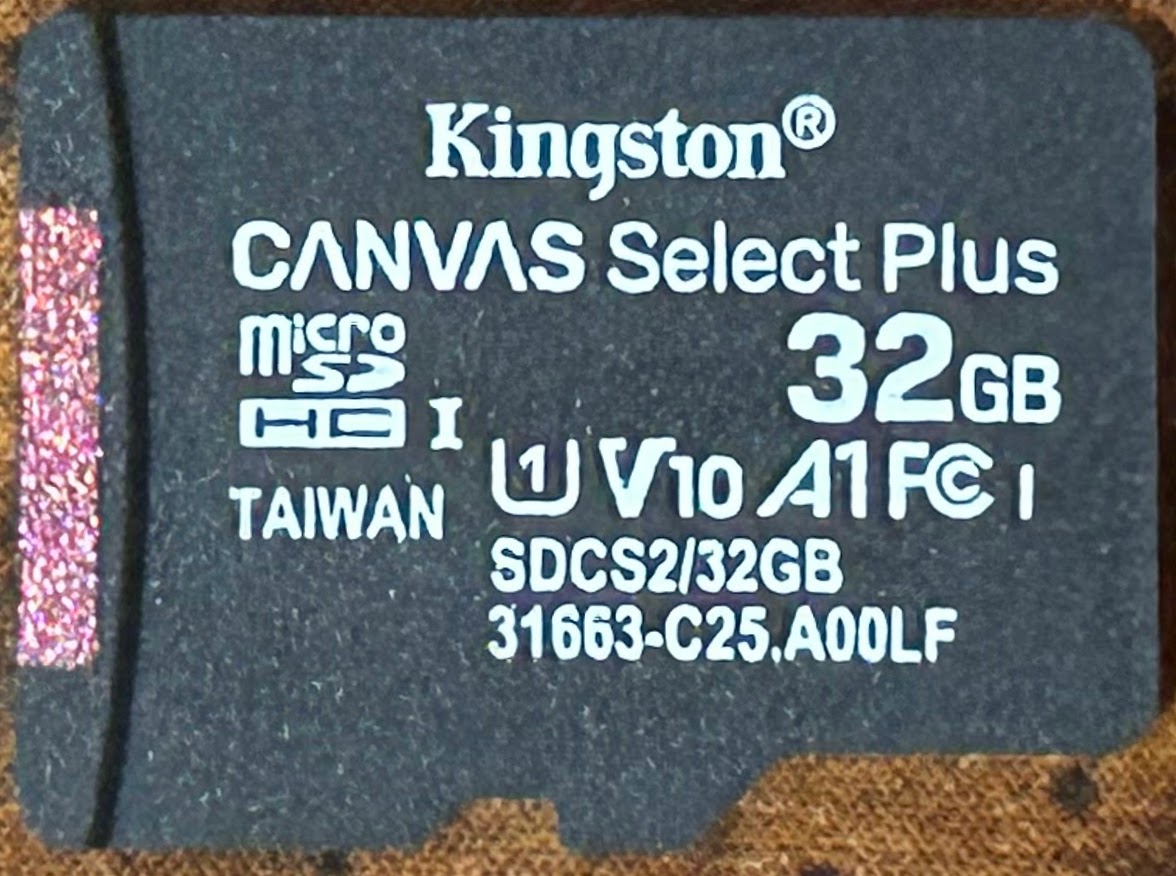 Kingston®
CANVAS Select Plus
micro SD HC I
32GB
U1 V10 A1 FC I
TAIWAN
SDCS2/32GB
31663-C25.A00LF